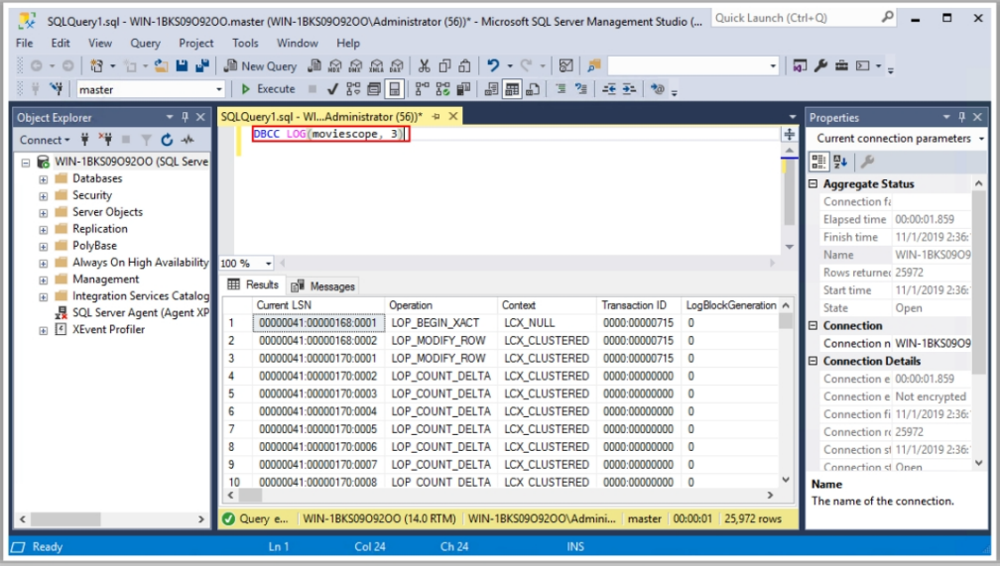 SQLQuery1.sql - WIN-1BKS09O92OO.master (WIN-1BKS09O92OO\Administrator (56))* - Microsoft SQL Server Management Studio (...
Quick Launch (Ctrl+Q)
File Edit View Query Project Tools Window Help
New Query
master
Execute
Object Explorer
Connect
WIN-1BKS09O92OO (SQL Serve
Databases
Security
Server Objects
Replication
PolyBase
Always On High Availability
Management
Integration Services Catalog
SQL Server Agent (Agent XP
XEvent Profiler
SQLQuery1.sql - WI...Administrator (56))*
DBCC LOG(moviescope, 3)
100 %
Results Messages
Current LSN Operation Context Transaction ID LogBlockGeneration
1 00000041:00000168:0001 LOP_BEGIN_XACT LCX_NULL 0000:00000715 0
2 00000041:00000168:0002 LOP_MODIFY_ROW LCX_CLUSTERED 0000:00000715 0
3 00000041:00000170:0001 LOP_MODIFY_ROW LCX_CLUSTERED 0000:00000715 0
4 00000041:00000170:0002 LOP_COUNT_DELTA LCX_CLUSTERED 0000:00000000 0
5 00000041:00000170:0003 LOP_COUNT_DELTA LCX_CLUSTERED 0000:00000000 0
6 00000041:00000170:0004 LOP_COUNT_DELTA LCX_CLUSTERED 0000:00000000 0
7 00000041:00000170:0005 LOP_COUNT_DELTA LCX_CLUSTERED 0000:00000000 0
8 00000041:00000170:0006 LOP_COUNT_DELTA LCX_CLUSTERED 0000:00000000 0
9 00000041:00000170:0007 LOP_COUNT_DELTA LCX_CLUSTERED 0000:00000000 0
10 00000041:00000170:0008 LOP_COUNT_DELTA LCX_CLUSTERED 0000:00000000 0
Query e... WIN-1BKS09O92OO (14.0 RTM) WIN-1BKS09O92OO\Admini... master 00:00:01 25,972 rows
Properties
Current connection parameters
Aggregate Status
Connection fa
Elapsed time 00:00:01.859
Finish time 11/1/2019 2:36:
Name WIN-1BKS09O9
Rows returned 25972
Start time 11/1/2019 2:36:
State Open
Connection
Connection n WIN-1BKS09O9
Connection Details
Connection e 00:00:01.859
Connection e Not encrypted
Connection fi 11/1/2019 2:36:
Connection ro 25972
Connection st 11/1/2019 2:36:
Connection st Open
Name
The name of the connection.
Ready Ln 1 Col 24 Ch 24 INS